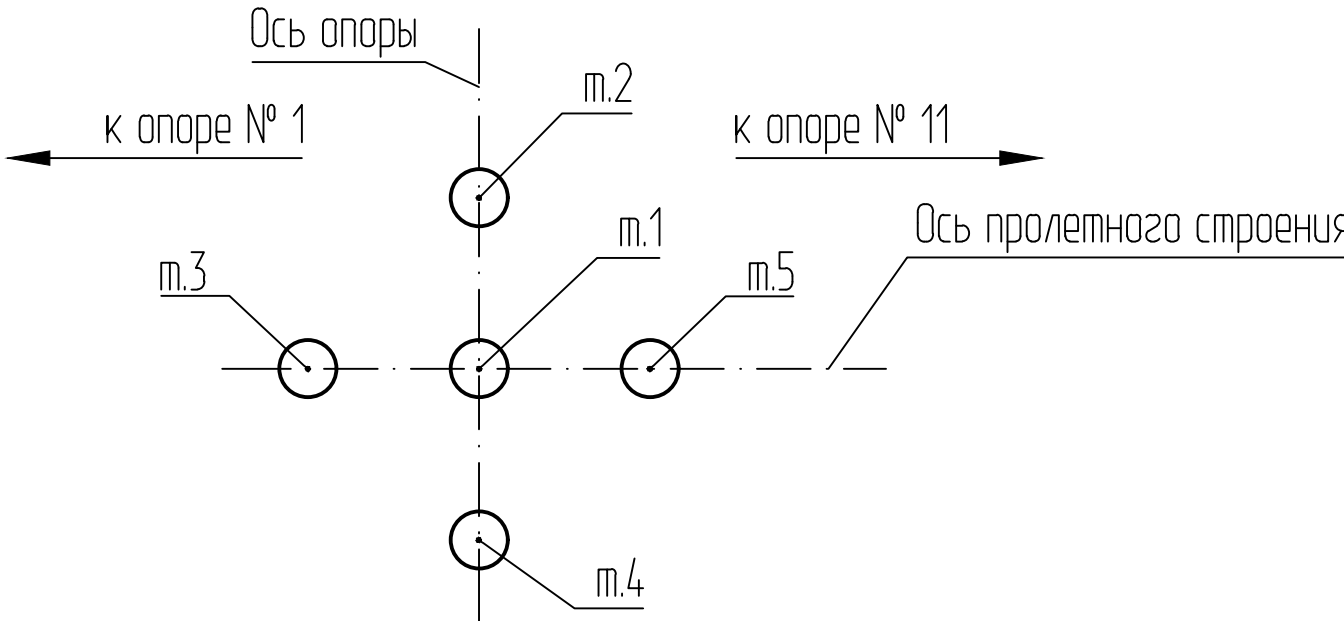 Ось опоры
т.2
к опоре № 1
к опоре № 11
Ось пролетного строения
т.1
т.3
т.5
т.4